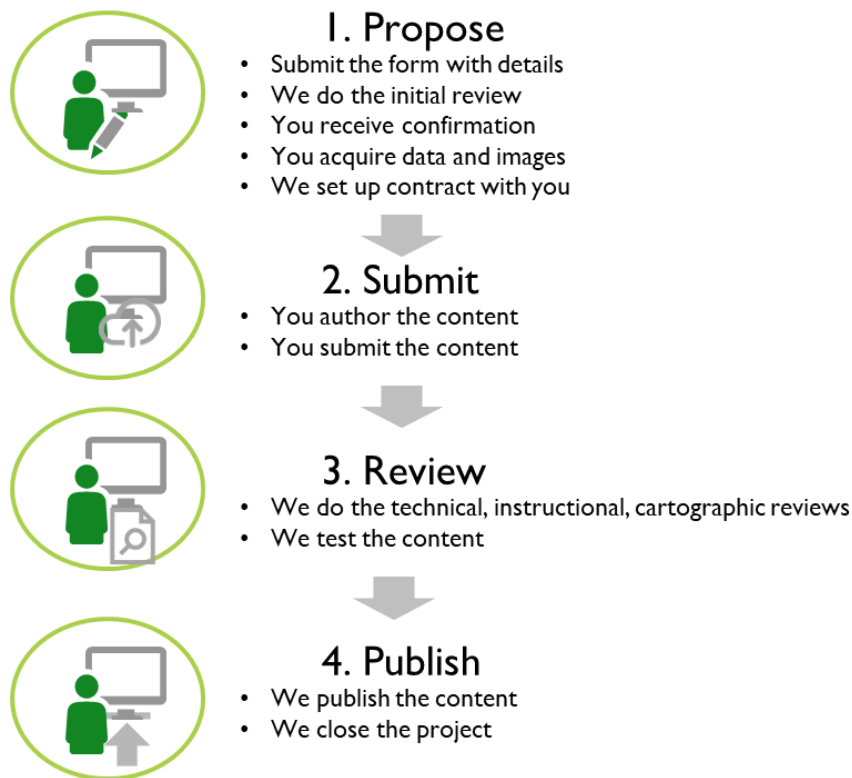 1. Propose
• Submit the form with details
• We do the initial review
• You receive confirmation
• You acquire data and images
• We set up contract with you
2. Submit
• You author the content
• You submit the content
3. Review
• We do the technical, instructional, cartographic reviews
• We test the content
4. Publish
• We publish the content
• We close the project